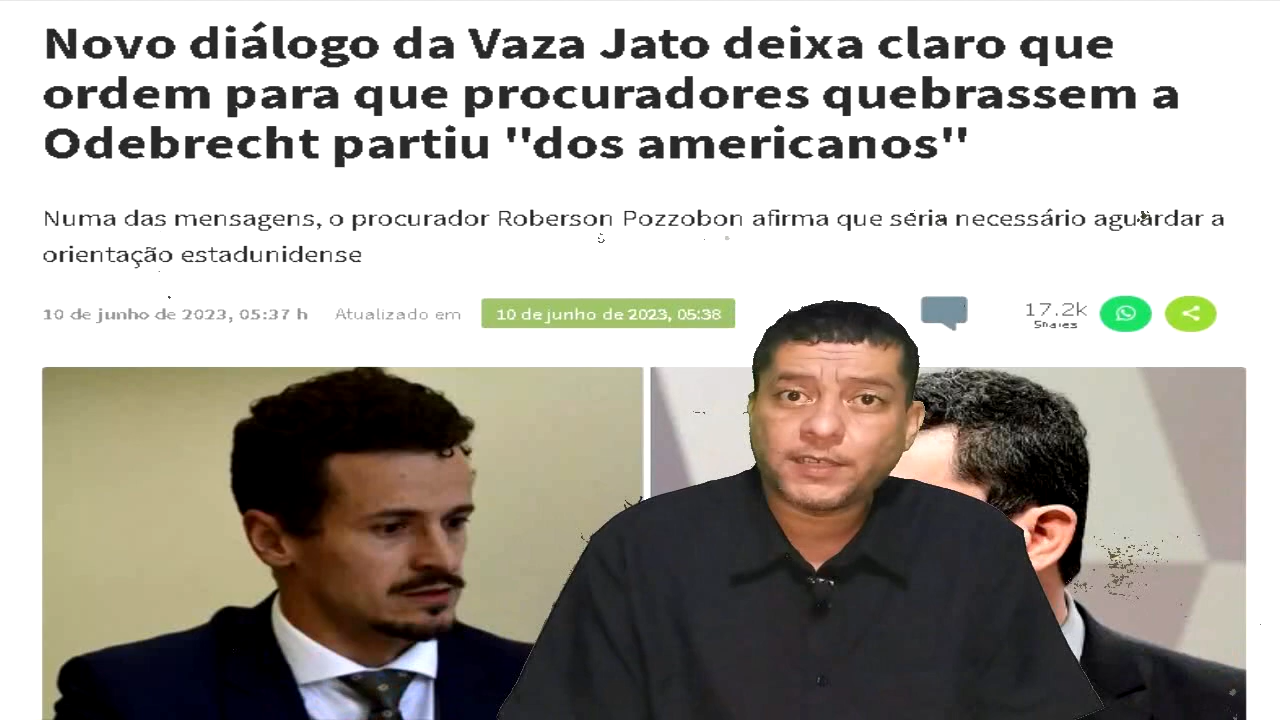 Novo diálogo da Vaza Jato deixa claro que
ordem para que procuradores quebrassem a
Odebrecht partiu "dos americanos"
Numa das mensagens, o procurador Roberson Pozzobon afirma que seria necessário aguardar a
orientação estadunidense
10 de junho de 2023, 05:37 h Atualizado em 10 de junho de 2023, 05:38
17.2k
Shares